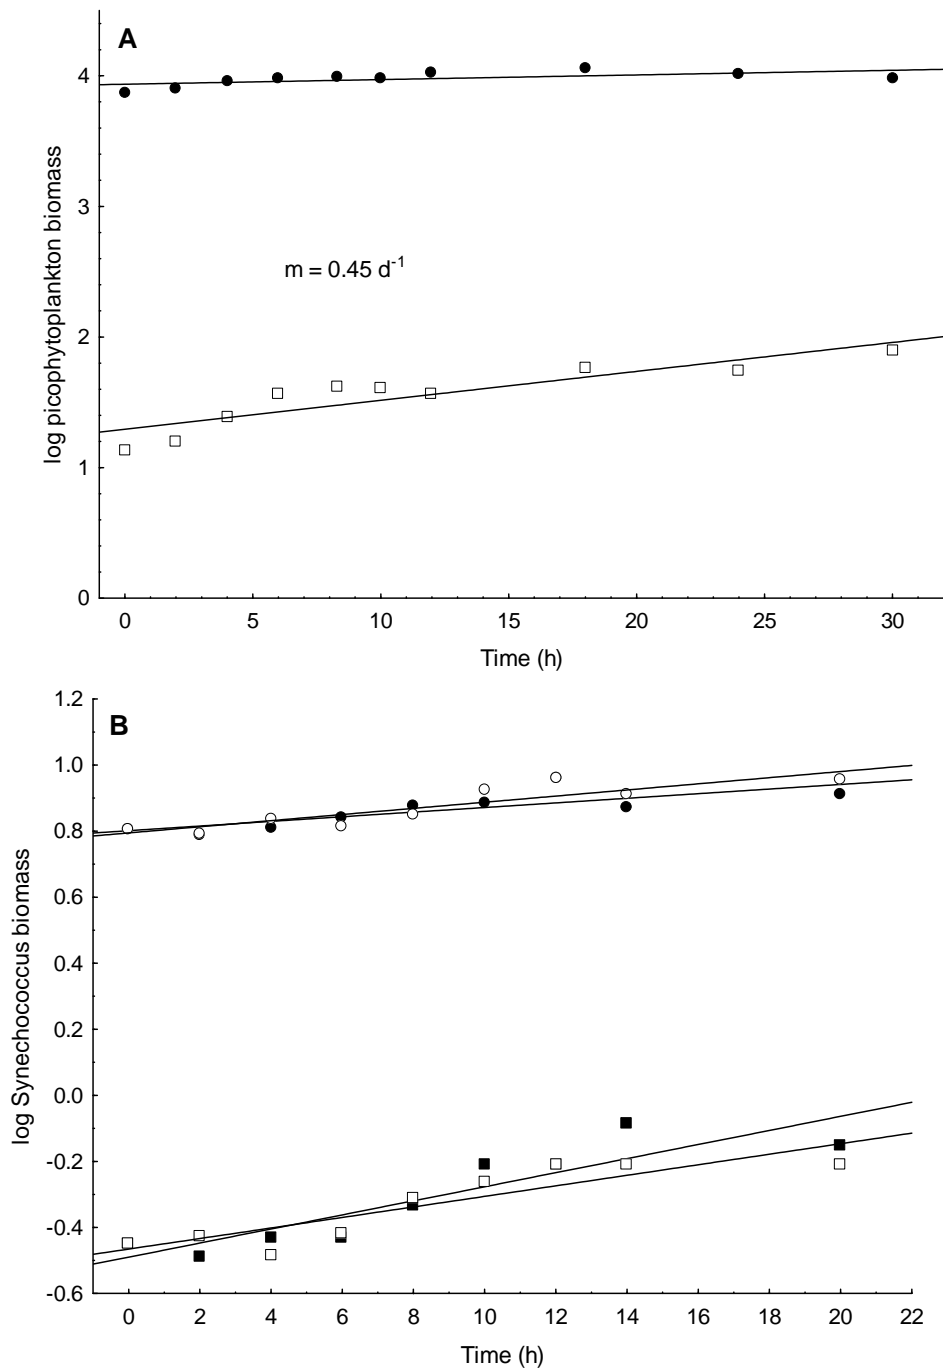 A
4
3
2
1
0
log picophytoplankton biomass
m = 0.45 d⁻¹
0 5 10 15 20 25 30
Time (h)
B
1.2
1.0
0.8
0.6
0.4
0.2
0.0
-0.2
-0.4
-0.6
log Synechococcus biomass
0 2 4 6 8 10 12 14 16 18 20 22
Time (h)